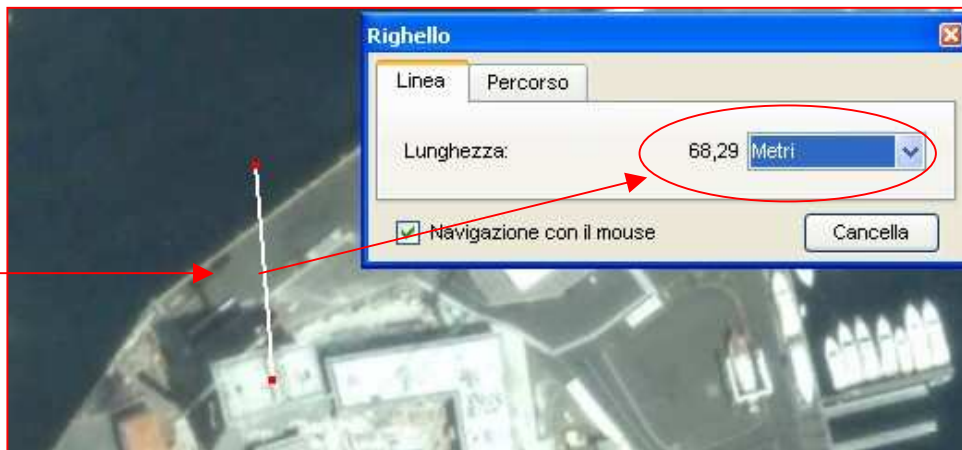 Righello
Linea Percorso
Lunghezza: 68,29 Metri
Navigazione con il mouse Cancella